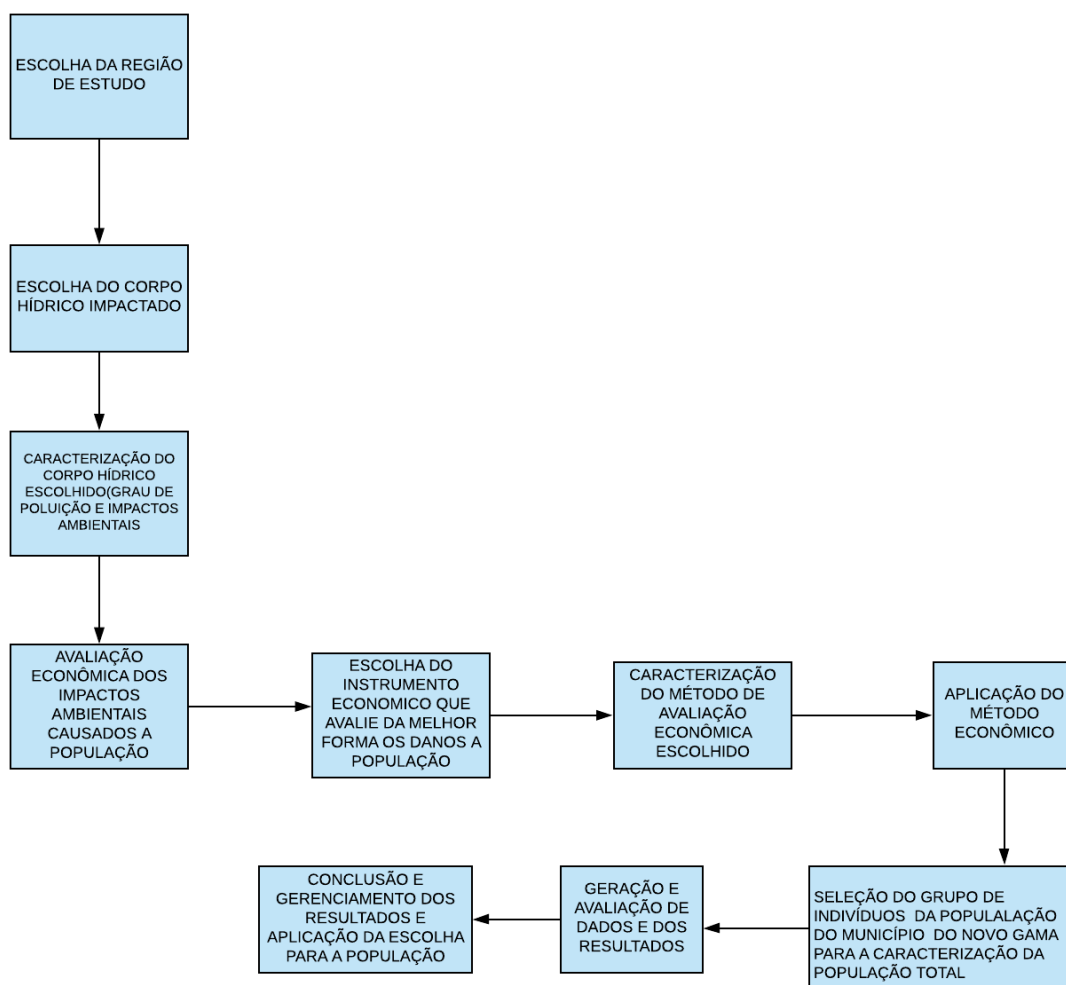 ESCOLHA DA REGIÃO
DE ESTUDO
ESCOLHA DO CORPO
HÍDRICO IMPACTADO
CARACTERIZAÇÃO DO
CORPO HÍDRICO
ESCOLHIDO(GRAU DE
POLUIÇÃO E IMPACTOS
AMBIENTAIS
AVALIAÇÃO
ECONÔMICA DOS
IMPACTOS
AMBIENTAIS
CAUSADOS A
POPULAÇÃO
ESCOLHA DO
INSTRUMENTO
ECONOMICO QUE
AVALIE DA MELHOR
FORMA OS DANOS A
POPULAÇÃO
CARACTERIZAÇÃO
DO MÉTODO DE
AVALIAÇÃO
ECONÔMICA
ESCOLHIDO
APLICAÇÃO DO
MÉTODO
ECONÔMICO
SELEÇÃO DO GRUPO DE
INDIVÍDUOS DA POPULALAÇÃO
DO MUNICÍPIO DO NOVO GAMA
PARA A CARACTERIZAÇÃO DA
POPULAÇÃO TOTAL
GERAÇÃO E
AVALIAÇÃO DE
DADOS E DOS
RESULTADOS
CONCLUSÃO E
GERENCIAMENTO DOS
RESULTADOS E
APLICAÇÃO DA ESCOLHA
PARA A POPULAÇÃO